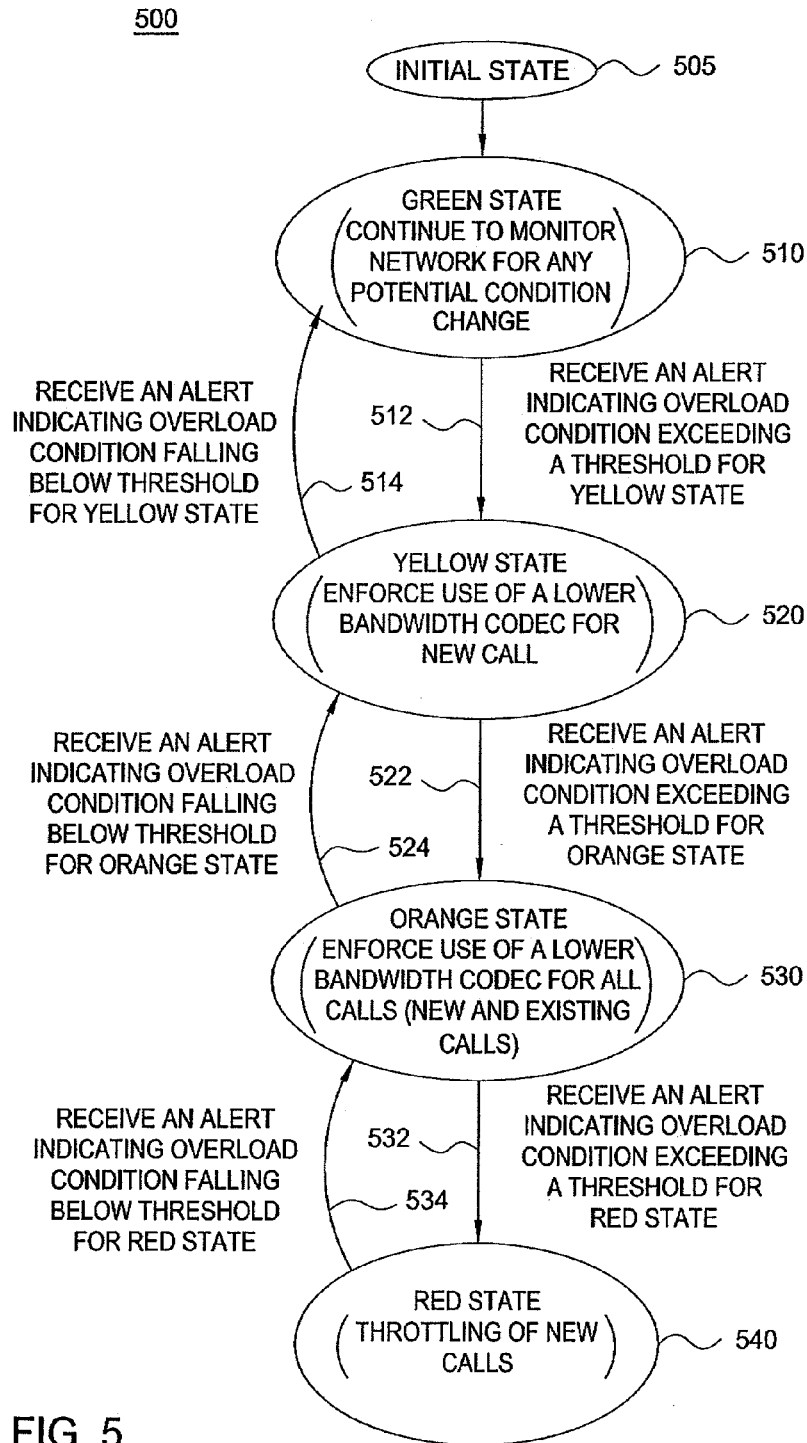 500
INITIAL STATE
505
GREEN STATE
CONTINUE TO MONITOR
NETWORK FOR ANY
POTENTIAL CONDITION
CHANGE
510
RECEIVE AN ALERT
INDICATING OVERLOAD
CONDITION FALLING
BELOW THRESHOLD
FOR YELLOW STATE
514
512
RECEIVE AN ALERT
INDICATING OVERLOAD
CONDITION EXCEEDING
A THRESHOLD FOR
YELLOW STATE
YELLOW STATE
ENFORCE USE OF A LOWER
BANDWIDTH CODEC FOR
NEW CALL
520
RECEIVE AN ALERT
INDICATING OVERLOAD
CONDITION FALLING
BELOW THRESHOLD
FOR ORANGE STATE
524
522
RECEIVE AN ALERT
INDICATING OVERLOAD
CONDITION EXCEEDING
A THRESHOLD FOR
ORANGE STATE
ORANGE STATE
ENFORCE USE OF A LOWER
BANDWIDTH CODEC FOR ALL
CALLS (NEW AND EXISTING
CALLS)
530
RECEIVE AN ALERT
INDICATING OVERLOAD
CONDITION FALLING
BELOW THRESHOLD
FOR RED STATE
534
532
RECEIVE AN ALERT
INDICATING OVERLOAD
CONDITION EXCEEDING
A THRESHOLD FOR
RED STATE
RED STATE
THROTTLING OF NEW
CALLS
540
FIG. 5